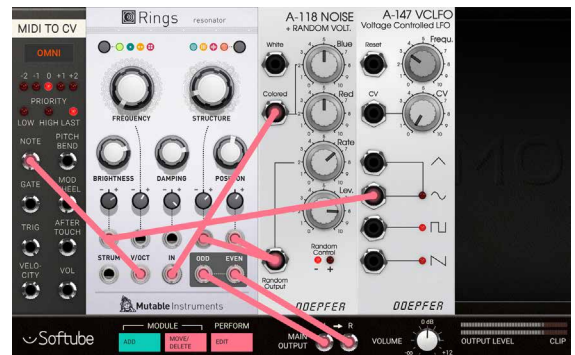 MIDI TO CV
OMNI
-2 -1 0 +1 +2
PRIORITY
LOW HIGH LAST
NOTE PITCH BEND
GATE MOD WHEEL
TRIG AFTER TOUCH
VELO-
CITY VOL
Rings resonator
FREQUENCY STRUCTURE
BRIGHTNESS DAMPING POSITION
STRUM V/OCT IN ODD EVEN
Mutable Instruments
A-118 NOISE
+ RANDOM VOLT.
White Blue
Colored Red
Rate
Lev.
Random
Control
- +
Random
Output
DOEPFER
A-147 VCLFO
Voltage Controlled LFO
Reset Frequ.
CV CV
DOEPFER
Softube
MODULE PERFORM
ADD MOVE/
DELETE EDIT
MAIN
OUTPUT
R
VOLUME
0 dB
-∞ +12
OUTPUT LEVEL CLIP